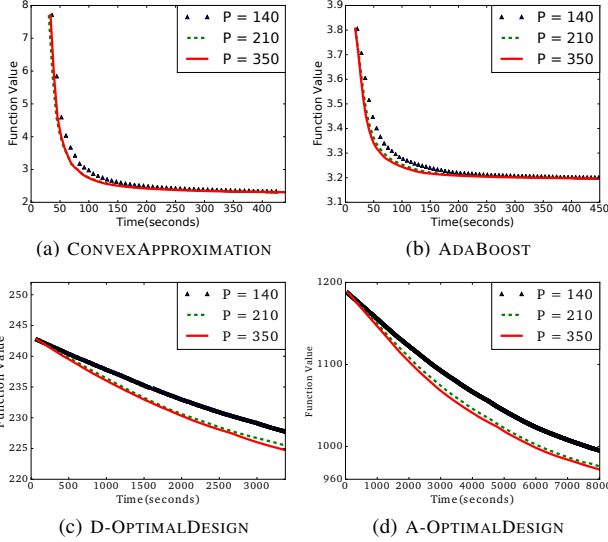 8
7
6
5
4
3
2
Function Value
P = 140
P = 210
P = 350
0 50 100 150 200 250 300 350 400
Time(seconds)
(a) CONVEXAPPROXIMATION
3.9
3.8
3.7
3.6
3.5
3.4
3.3
3.2
3.1
Function Value
P = 140
P = 210
P = 350
0 50 100 150 200 250 300 350 400 450
Time(seconds)
(b) ADABOOST
250
245
240
235
230
225
220
Function Value
P = 140
P = 210
P = 350
0 500 1000 1500 2000 2500 3000
Time(seconds)
(c) D-OPTIMALDESIGN
1200
1100
1000
960
Function Value
P = 140
P = 210
P = 350
0 1000 2000 3000 4000 5000 6000 7000 8000
Time(seconds)
(d) A-OPTIMALDESIGN